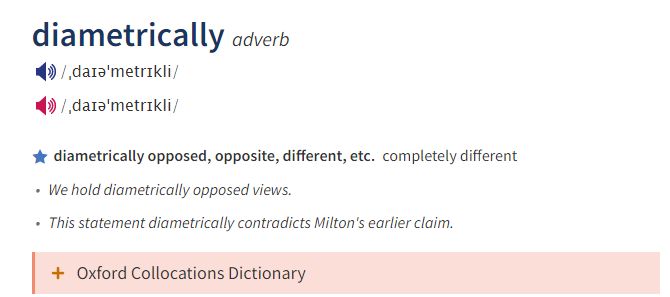 diametrically adverb
/ˌdaɪəˈmetrɪkli/
/ˌdaɪəˈmetrɪkli/
diametrically opposed, opposite, different, etc. completely different
• We hold diametrically opposed views.
• This statement diametrically contradicts Milton's earlier claim.
+ Oxford Collocations Dictionary